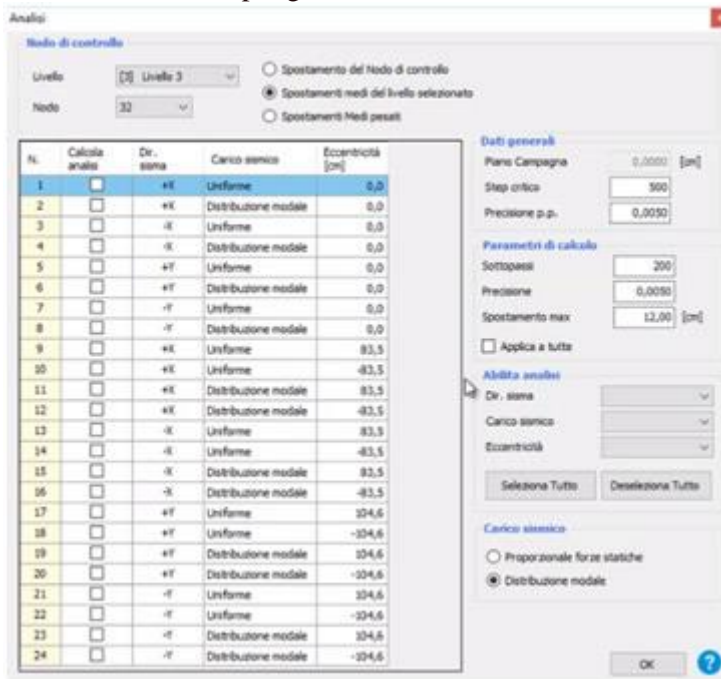 Analisi
Nodo di controllo
Livello [3] Livello 3
Nodo 32
Spostamento del Nodo di controllo
Spostamenti medi del livello selezionato
Spostamenti Medi pesati
N. Calcola analisi Dir. sisma Carico sismico Eccentricità [cm]
1 +X Uniforme 0,0
2 +X Distribuzione modale 0,0
3 -X Uniforme 0,0
4 -X Distribuzione modale 0,0
5 +Y Uniforme 0,0
6 +Y Distribuzione modale 0,0
7 -Y Uniforme 0,0
8 -Y Distribuzione modale 0,0
9 +X Uniforme 83,5
10 +X Uniforme -83,5
11 +X Distribuzione modale 83,5
12 +X Distribuzione modale -83,5
13 -X Uniforme 83,5
14 -X Uniforme -83,5
15 -X Distribuzione modale 83,5
16 -X Distribuzione modale -83,5
17 +Y Uniforme 104,6
18 +Y Uniforme -104,6
19 +Y Distribuzione modale 104,6
20 +Y Distribuzione modale -104,6
21 -Y Uniforme 104,6
22 -Y Uniforme -104,6
23 -Y Distribuzione modale 104,6
24 -Y Distribuzione modale -104,6
Dati generali
Piano Campagna 0,0000 [cm]
Step critico 500
Precisione p.p. 0,0050
Parametri di calcolo
Sottopassi 200
Precisione 0,0050
Spostamento max 12,00 [cm]
Applica a tutte
Abilita analisi
Dir. sisma
Carico sismico
Eccentricità
Seleziona Tutto Deseleziona Tutto
Carico sismico
Proporzionale forze statiche
Distribuzione modale
OK ?